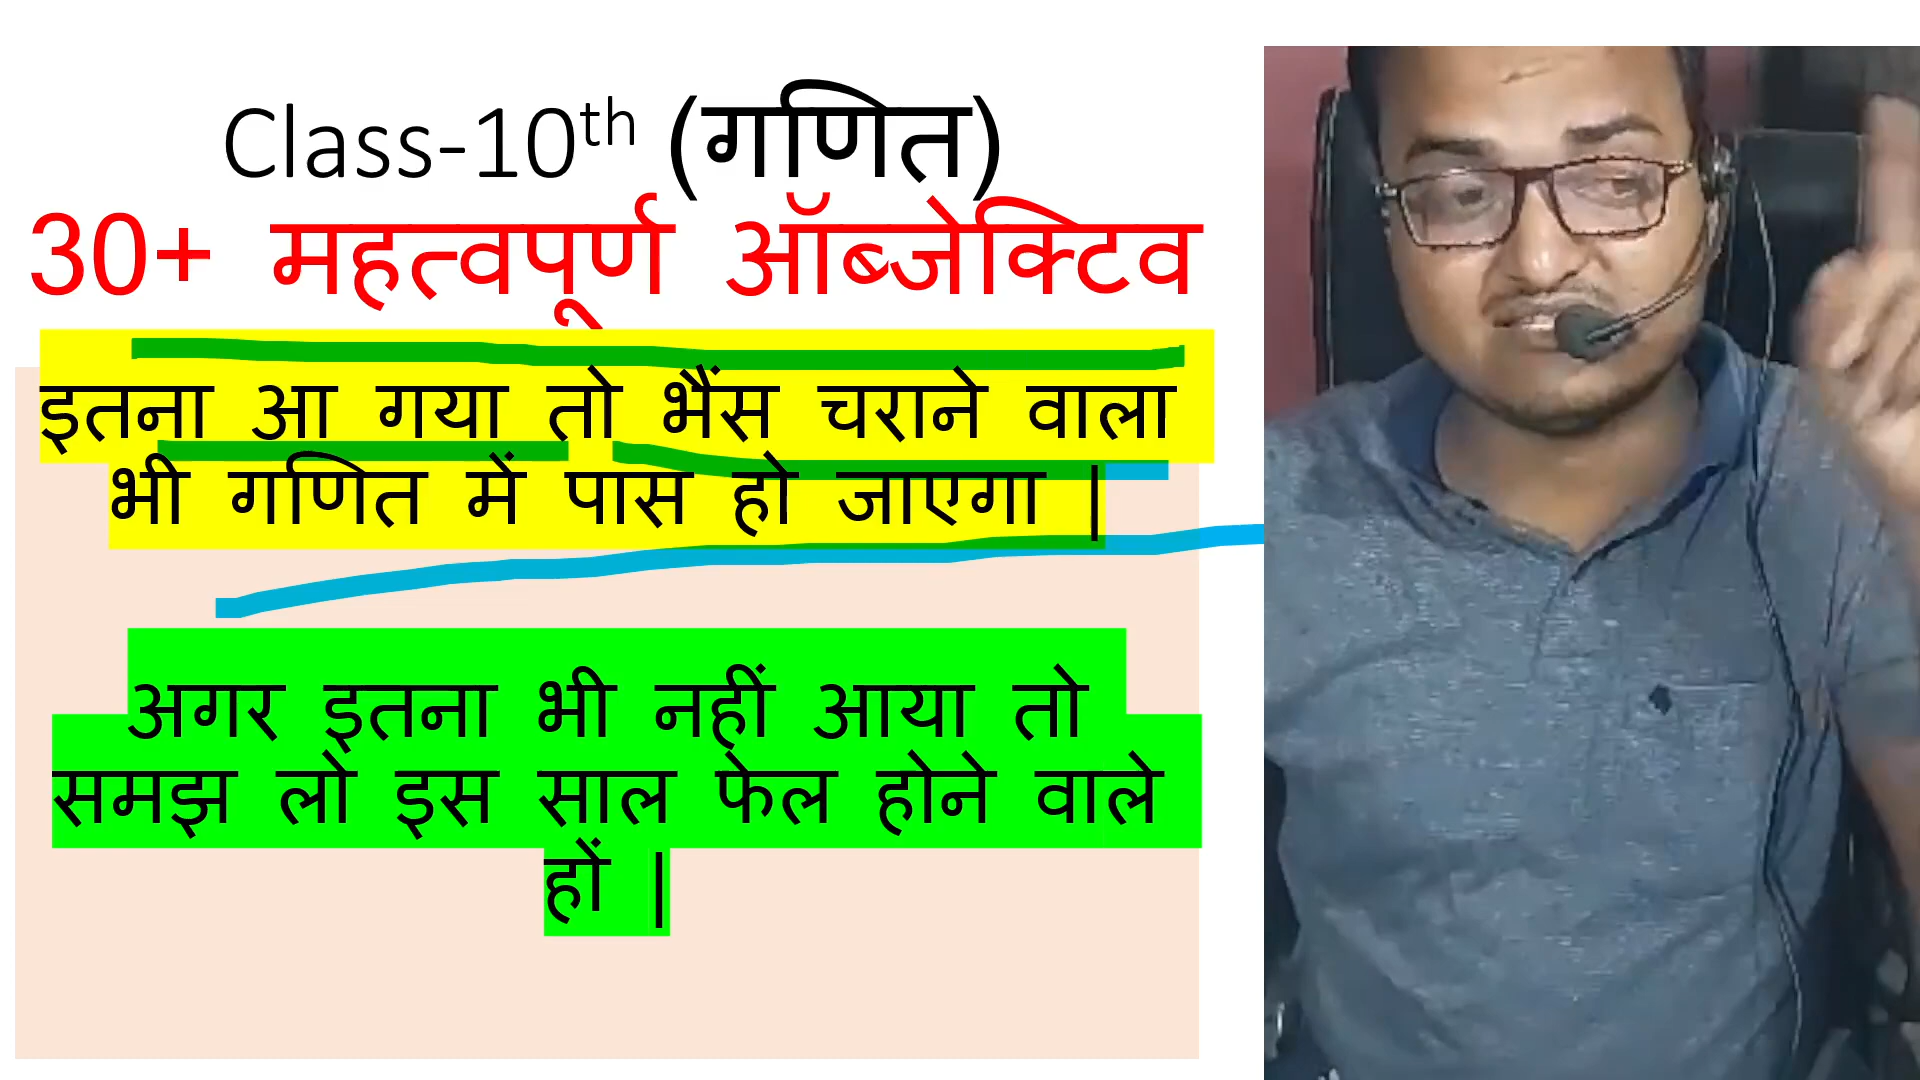 Class-10th (गणित)
30+ महत्वपूर्ण ऑब्जेक्टिव
इतना आ गया तो भैंस चराने वाला
भी गणित में पास हो जाएगा |
अगर इतना भी नहीं आया तो
समझ लो इस साल फेल होने वाले
हों |